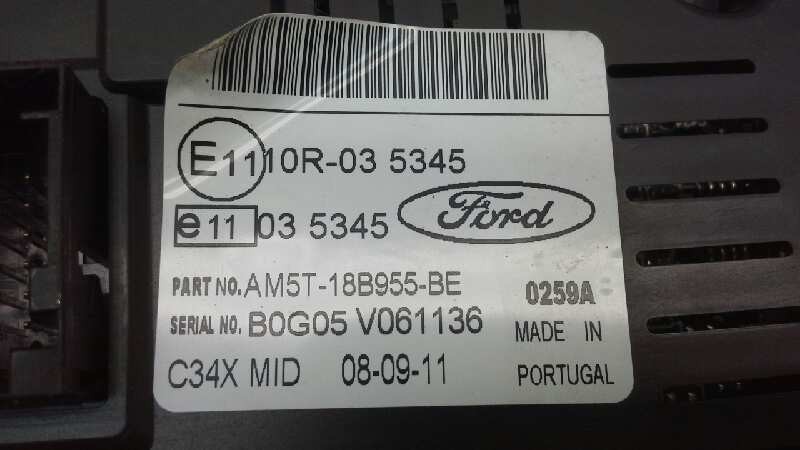 E11 10R-03 5345
e11 03 5345 Ford
PART NO. AM5T-18B955-BE 0259A
SERIAL NO. B0G05 V061136 MADE IN
C34X MID 08-09-11 PORTUGAL